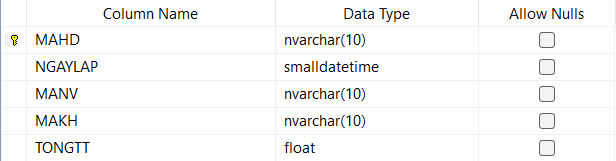 Column Name Data Type Allow Nulls
MAHD nvarchar(10)
NGAYLAP smalldatetime
MANV nvarchar(10)
MAKH nvarchar(10)
TONGTT float